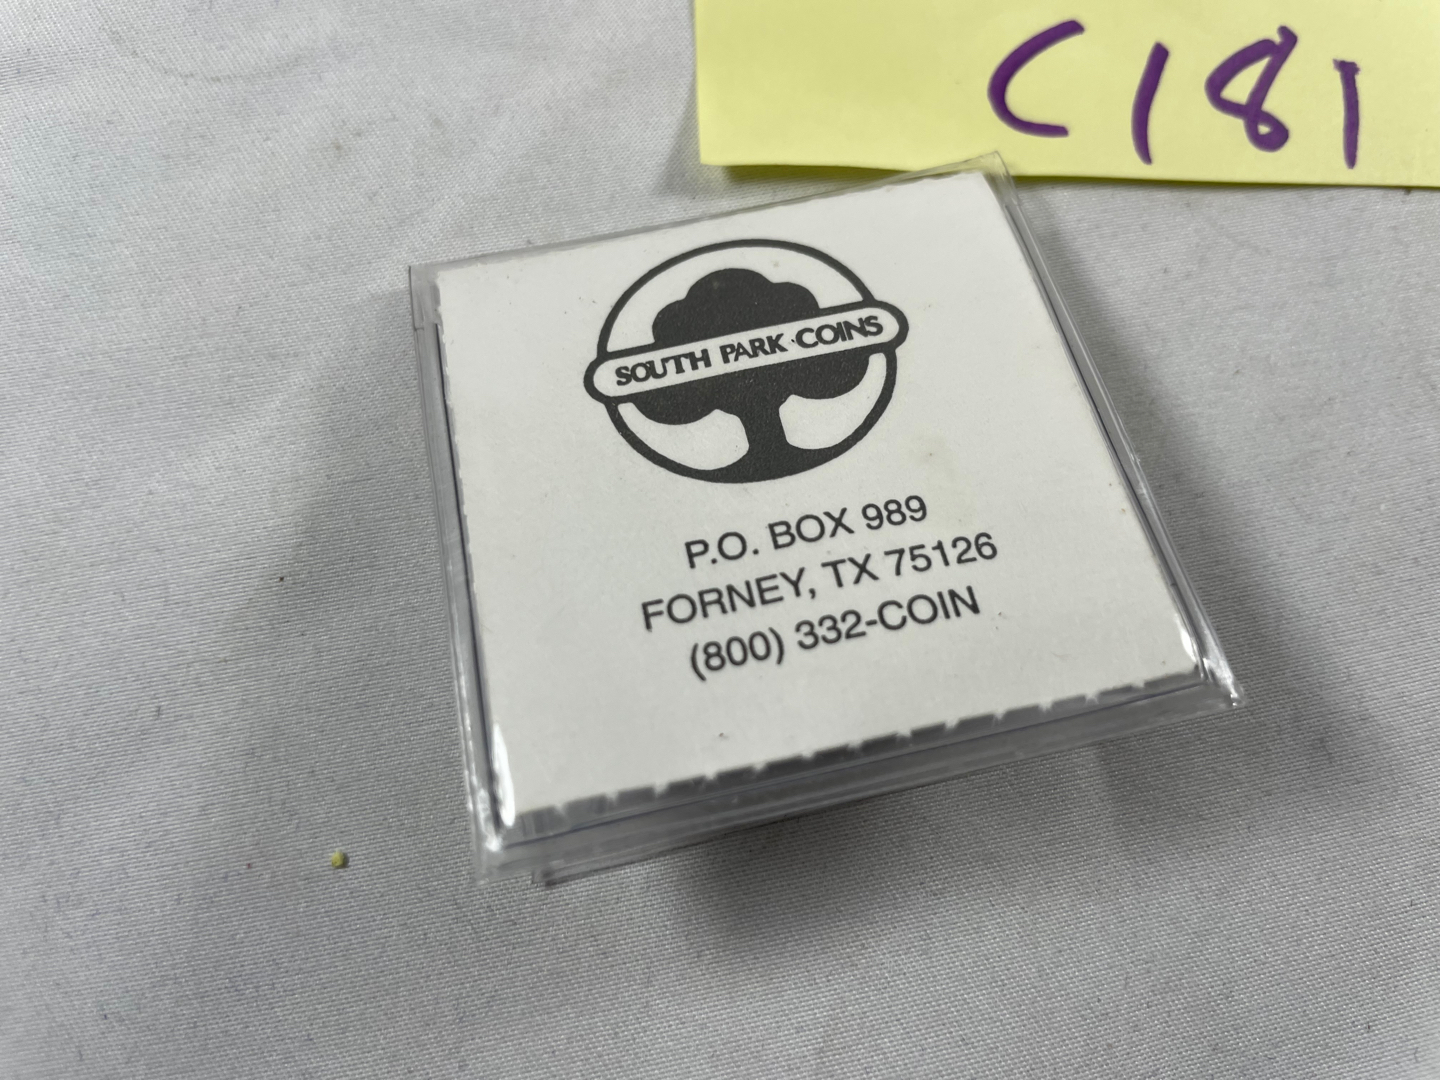 C181
SOUTH PARK COINS
P.O. BOX 989
FORNEY, TX 75126
(800) 332-COIN